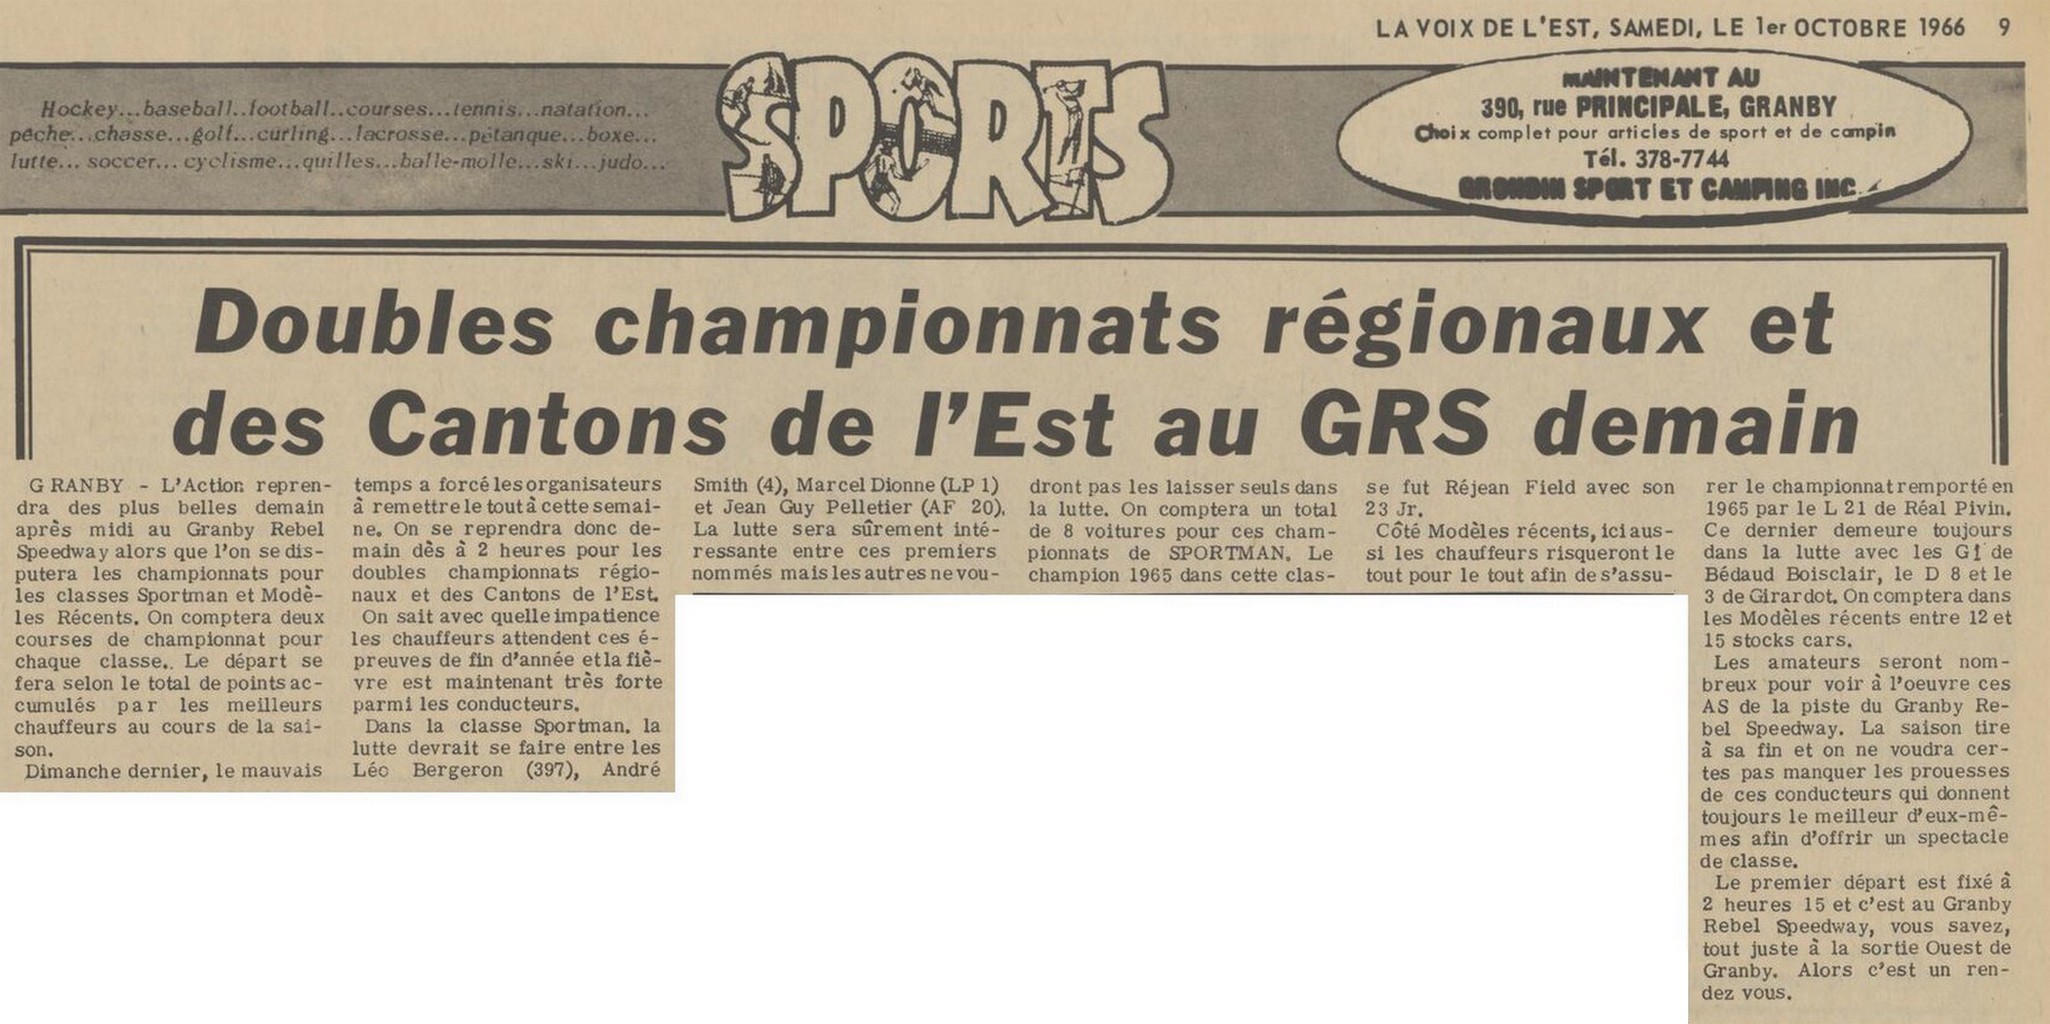 LA VOIX DE L'EST, SAMEDI, LE 1er OCTOBRE 1966 9
Hockey...baseball..football..courses...tennis...natation...
pêche...chasse...golf...curling...lacrosse...pétanque...boxe...
lutte... soccer... cyclisme...quilles...balle-molle...ski...judo...
SPORTS
MAINTENANT AU
390, rue PRINCIPALE, GRANBY
Choix complet pour articles de sport et de campin
Tél. 378-7744
GRONDIN SPORT ET CAMPING INC.
Doubles championnats régionaux et
des Cantons de l'Est au GRS demain
GRANBY - L'Action repren-
dra des plus belles demain
après midi au Granby Rebel
Speedway alors que l'on se dis-
putera les championnats pour
les classes Sportman et Modè-
les Récents. On comptera deux
courses de championnat pour
chaque classe.. Le départ se
fera selon le total de points ac-
cumulés par les meilleurs
chauffeurs au cours de la sai-
son.
Dimanche dernier, le mauvais
temps a forcé les organisateurs
à remettre le tout à cette semai-
ne. On se reprendra donc de-
main dès à 2 heures pour les
doubles championnats régio-
naux et des Cantons de l'Est.
On sait avec quelle impatience
les chauffeurs attendent ces é-
preuves de fin d'année et la fiè-
vre est maintenant très forte
parmi les conducteurs.
Dans la classe Sportman, la
lutte devrait se faire entre les
Léo Bergeron (397), André
Smith (4), Marcel Dionne (LP 1)
et Jean Guy Pelletier (AF 20).
La lutte sera sûrement inté-
ressante entre ces premiers
nommés mais les autres ne vou-
dront pas les laisser seuls dans
la lutte. On comptera un total
de 8 voitures pour ces cham-
pionnats de SPORTMAN. Le
champion 1965 dans cette clas-
se fut Réjean Field avec son
23 Jr.
Côté Modèles récents, ici aus-
si les chauffeurs risqueront le
tout pour le tout afin de s'assu-
rer le championnat remporté en
1965 par le L 21 de Réal Pivin.
Ce dernier demeure toujours
dans la lutte avec les G1 de
Bédaud Boisclair, le D 8 et le
3 de Girardot. On comptera dans
les Modèles récents entre 12 et
15 stocks cars.
Les amateurs seront nom-
breux pour voir à l'oeuvre ces
AS de la piste du Granby Re-
bel Speedway. La saison tire
à sa fin et on ne voudra cer-
tes pas manquer les prouesses
de ces conducteurs qui donnent
toujours le meilleur d'eux-mê-
mes afin d'offrir un spectacle
de classe.
Le premier départ est fixé à
2 heures 15 et c'est au Granby
Rebel Speedway, vous savez,
tout juste à la sortie Ouest de
Granby. Alors c'est un ren-
dez vous.